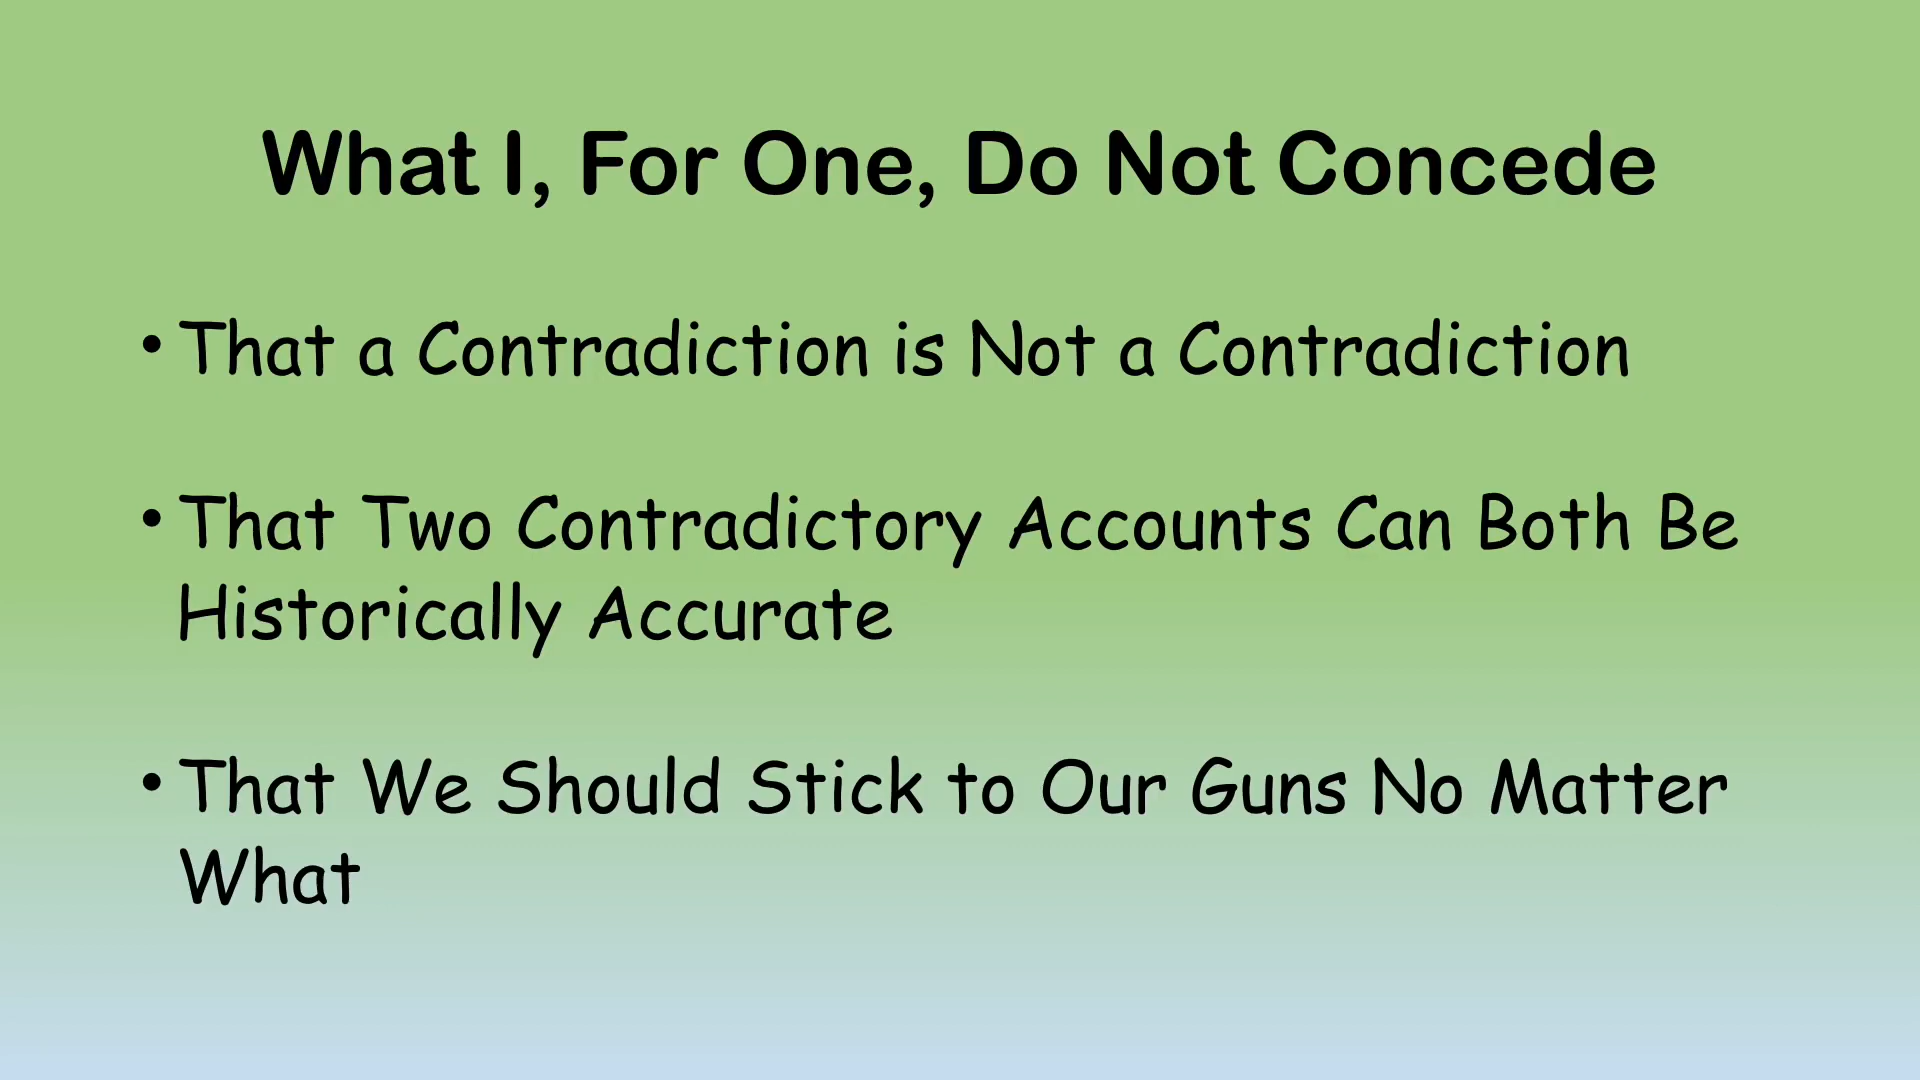 What I, For One, Do Not Concede
• That a Contradiction is Not a Contradiction
• That Two Contradictory Accounts Can Both Be
Historically Accurate
• That We Should Stick to Our Guns No Matter
What